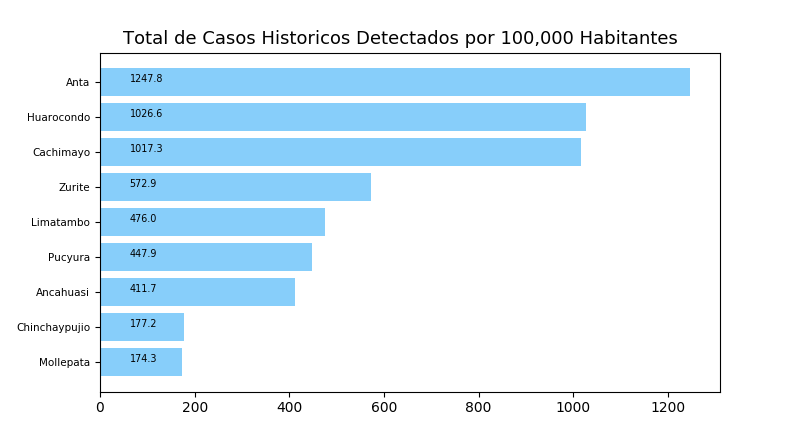 Total de Casos Historicos Detectados por 100,000 Habitantes
Anta 1247.8
Huarocondo 1026.6
Cachimayo 1017.3
Zurite 572.9
Limatambo 476.0
Pucyura 447.9
Ancahuasi 411.7
Chinchaypujio 177.2
Mollepata 174.3
0 200 400 600 800 1000 1200